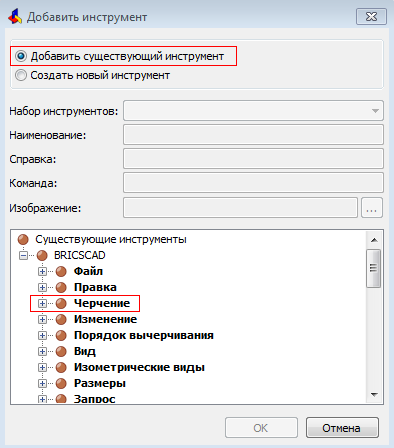 Добавить инструмент
Добавить существующий инструмент
Создать новый инструмент
Набор инструментов:
Наименование:
Справка:
Команда:
Изображение:
...
Существующие инструменты
BRICSCAD
Файл
Правка
Черчение
Изменение
Порядок вычерчивания
Вид
Изометрические виды
Размеры
Запрос
OK
Отмена